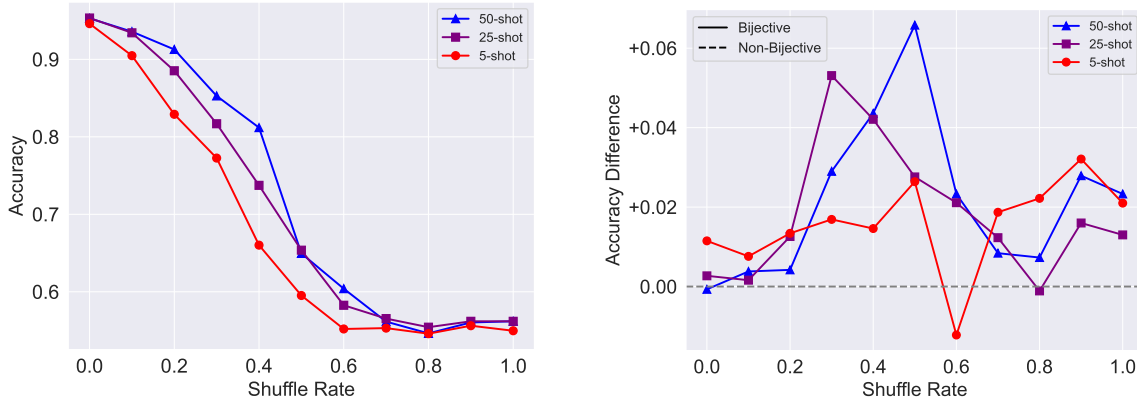 50-shot
25-shot
5-shot
0.9
0.8
0.7
0.6
Accuracy
0.0
0.2
0.4
0.6
0.8
1.0
Shuffle Rate
Bijective
Non-Bijective
50-shot
25-shot
5-shot
+0.06
+0.04
+0.02
0.00
Accuracy Difference
0.0
0.2
0.4
0.6
0.8
1.0
Shuffle Rate